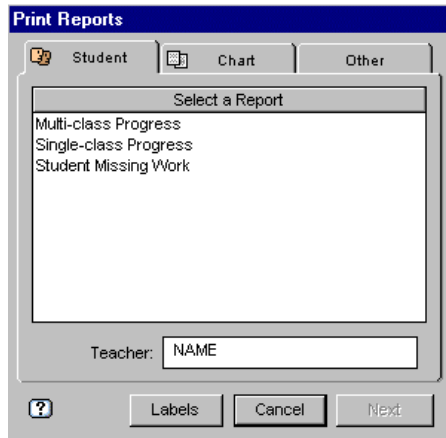 Print Reports
Student Chart Other
Select a Report
Multi-class Progress
Single-class Progress
Student Missing Work
Teacher: NAME
? Labels Cancel Next